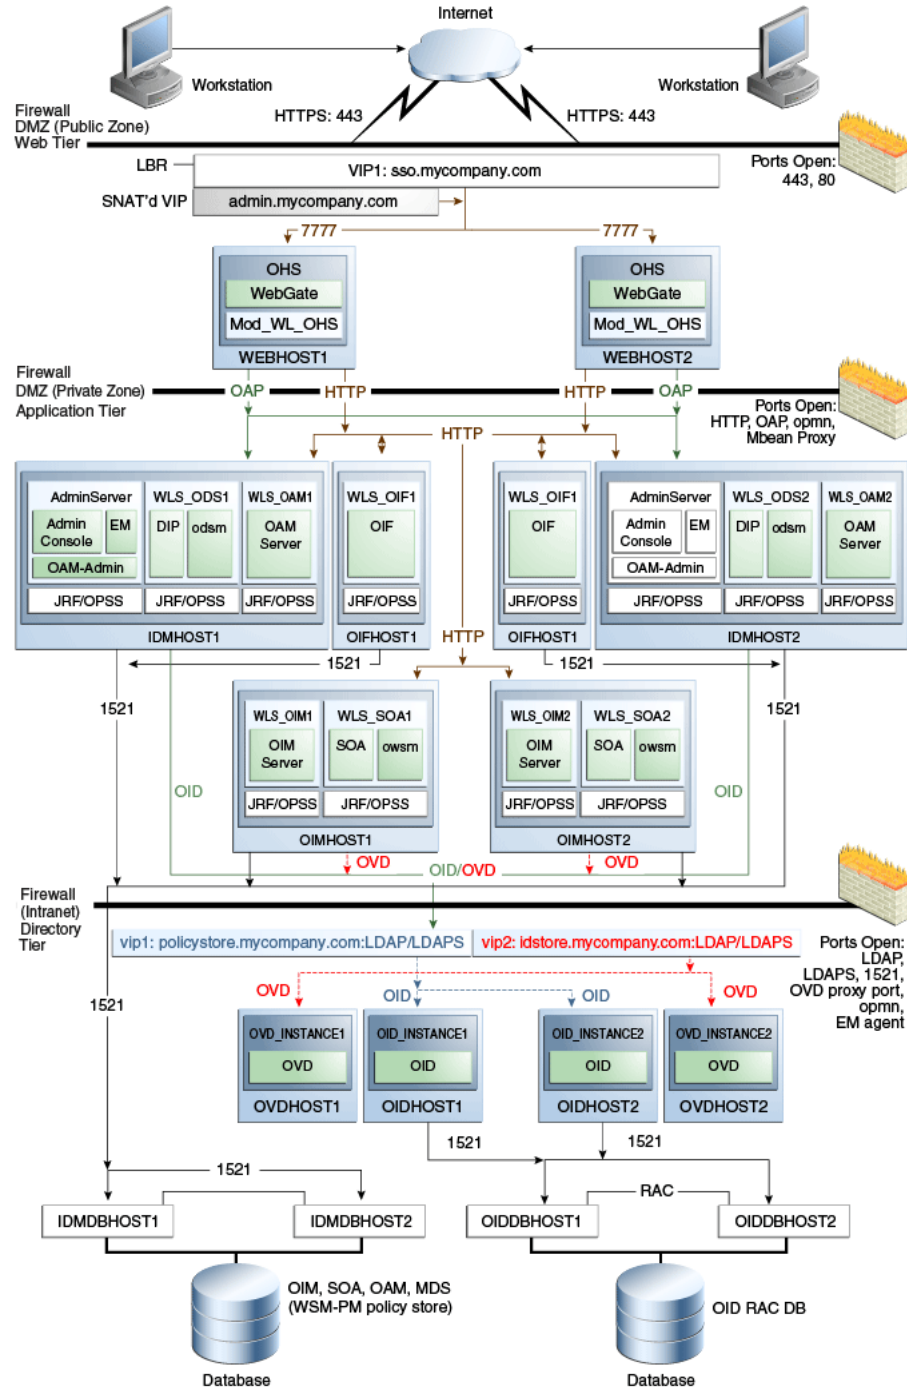 Internet
Workstation
Workstation
HTTPS: 443
HTTPS: 443
Firewall
DMZ (Public Zone)
Web Tier
Ports Open:
443, 80
LBR
VIP1: sso.mycompany.com
SNAT'd VIP
admin.mycompany.com
7777
7777
OHS
WebGate
Mod_WL_OHS
WEBHOST1
OHS
WebGate
Mod_WL_OHS
WEBHOST2
Firewall
DMZ (Private Zone)
Application Tier
OAP
HTTP
HTTP
OAP
Ports Open:
HTTP, OAP, opmn,
Mbean Proxy
HTTP
AdminServer
Admin
Console
EM
OAM-Admin
JRF/OPSS
WLS_ODS1
DIP
odsm
JRF/OPSS
WLS_OAM1
OAM
Server
JRF/OPSS
IDMHOST1
WLS_OIF1
OIF
JRF/OPSS
OIFHOST1
WLS_OIF1
OIF
JRF/OPSS
OIFHOST1
AdminServer
Admin
Console
EM
OAM-Admin
JRF/OPSS
WLS_ODS2
DIP
odsm
JRF/OPSS
WLS_OAM2
OAM
Server
JRF/OPSS
IDMHOST2
HTTP
1521
1521
1521
1521
WLS_OIM1
OIM
Server
JRF/OPSS
WLS_SOA1
SOA
owsm
JRF/OPSS
OIMHOST1
WLS_OIM2
OIM
Server
JRF/OPSS
WLS_SOA2
SOA
owsm
JRF/OPSS
OIMHOST2
OID
OID
OVD
OID/OVD
OVD
Firewall
(Intranet)
Directory
Tier
Ports Open:
LDAP,
LDAPS, 1521,
OVD proxy port,
opmn,
EM agent
vip1: policystore.mycompany.com:LDAP/LDAPS
vip2: idstore.mycompany.com:LDAP/LDAPS
1521
OVD
OID
OID
OVD
OVD_INSTANCE1
OVD
OVDHOST1
OID_INSTANCE1
OID
OIDHOST1
OID_INSTANCE2
OID
OIDHOST2
OVD_INSTANCE2
OVD
OVDHOST2
1521
1521
1521
RAC
IDMDBHOST1
IDMDBHOST2
OIDDBHOST1
OIDDBHOST2
OIM, SOA, OAM, MDS
(WSM-PM policy store)
OID RAC DB
Database
Database